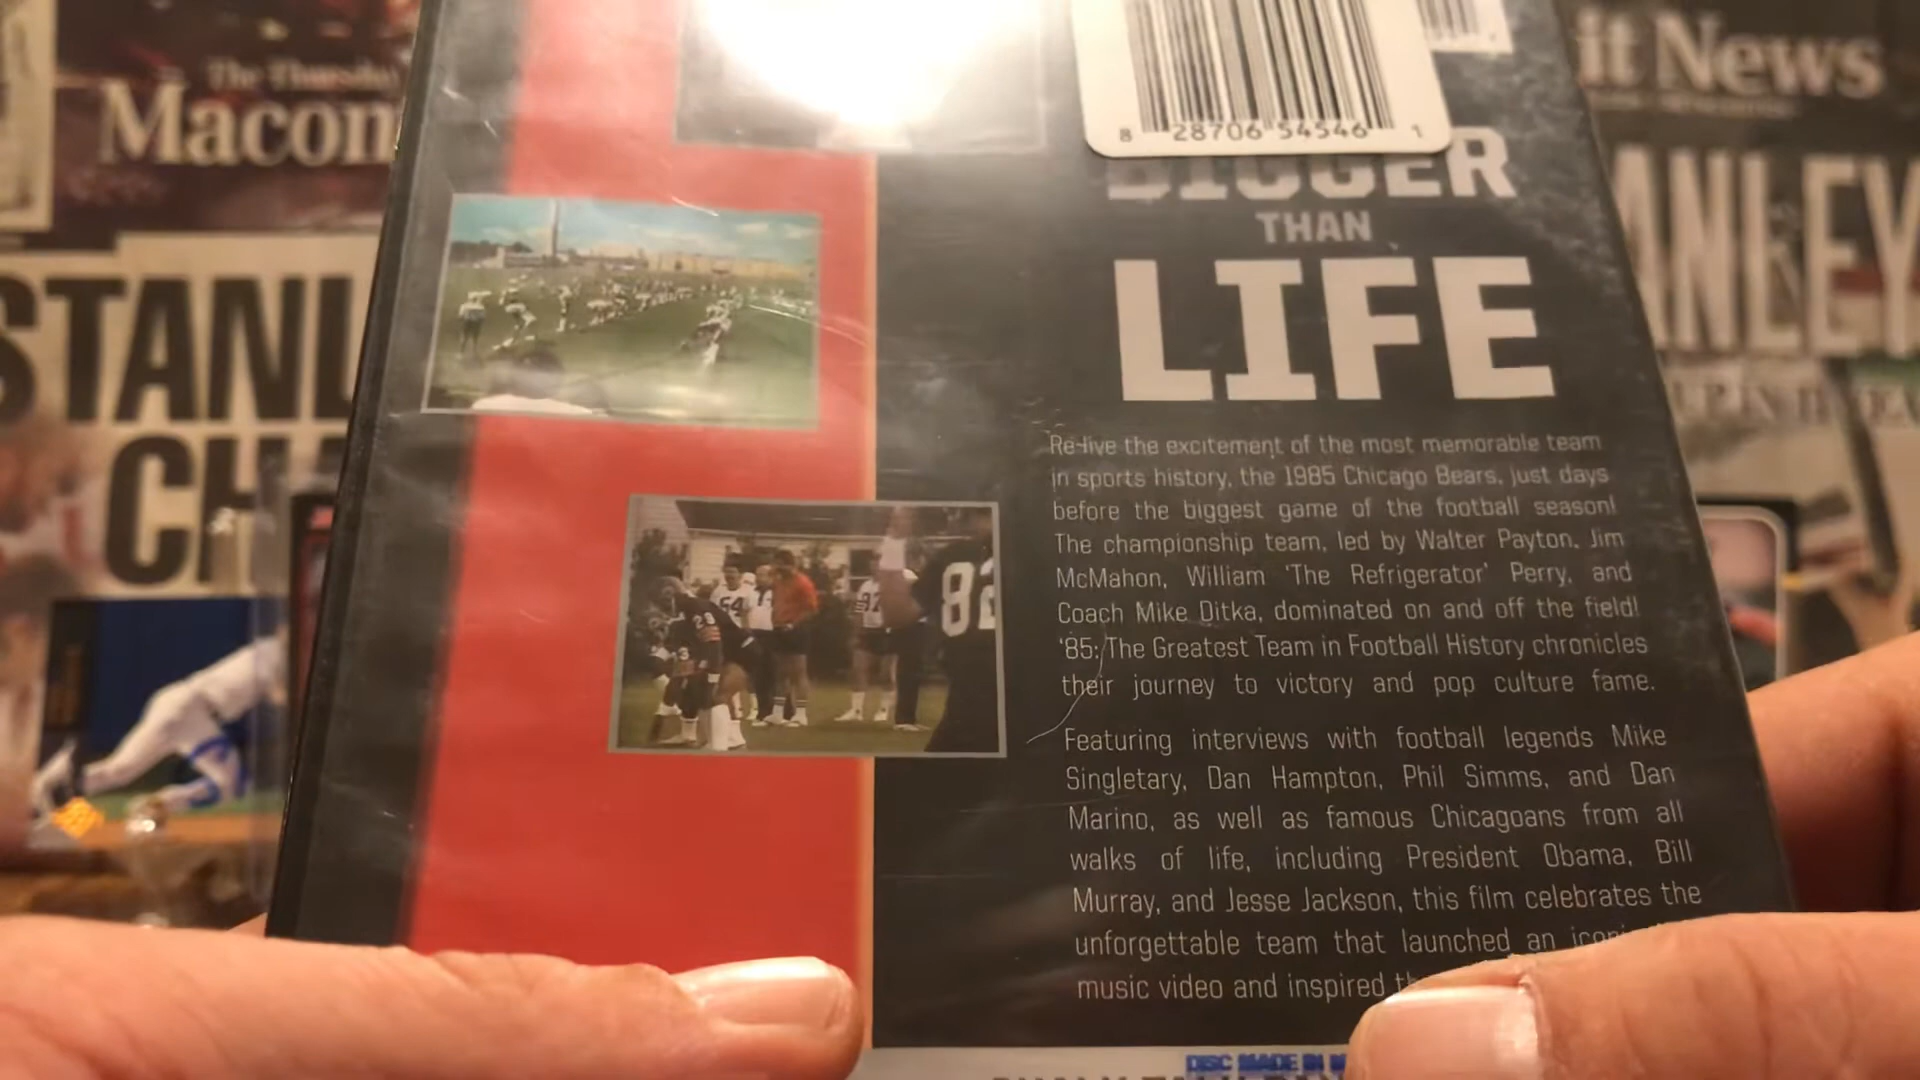 The Thursday
Macom
it News
STANL
CH
ANLEY
8 28706 54546 1
BIGGER
THAN
LIFE
54
29
82
Re-live the excitement of the most memorable team
in sports history, the 1985 Chicago Bears, just days
before the biggest game of the football season!
The championship team, led by Walter Payton, Jim
McMahon, William 'The Refrigerator' Perry, and
Coach Mike Ditka, dominated on and off the field!
'85: The Greatest Team in Football History chronicles
their journey to victory and pop culture fame.
Featuring interviews with football legends Mike
Singletary, Dan Hampton, Phil Simms, and Dan
Marino, as well as famous Chicagoans from all
walks of life, including President Obama, Bill
Murray, and Jesse Jackson, this film celebrates the
unforgettable team that launched an iconi
music video and inspired
DISC MADE IN